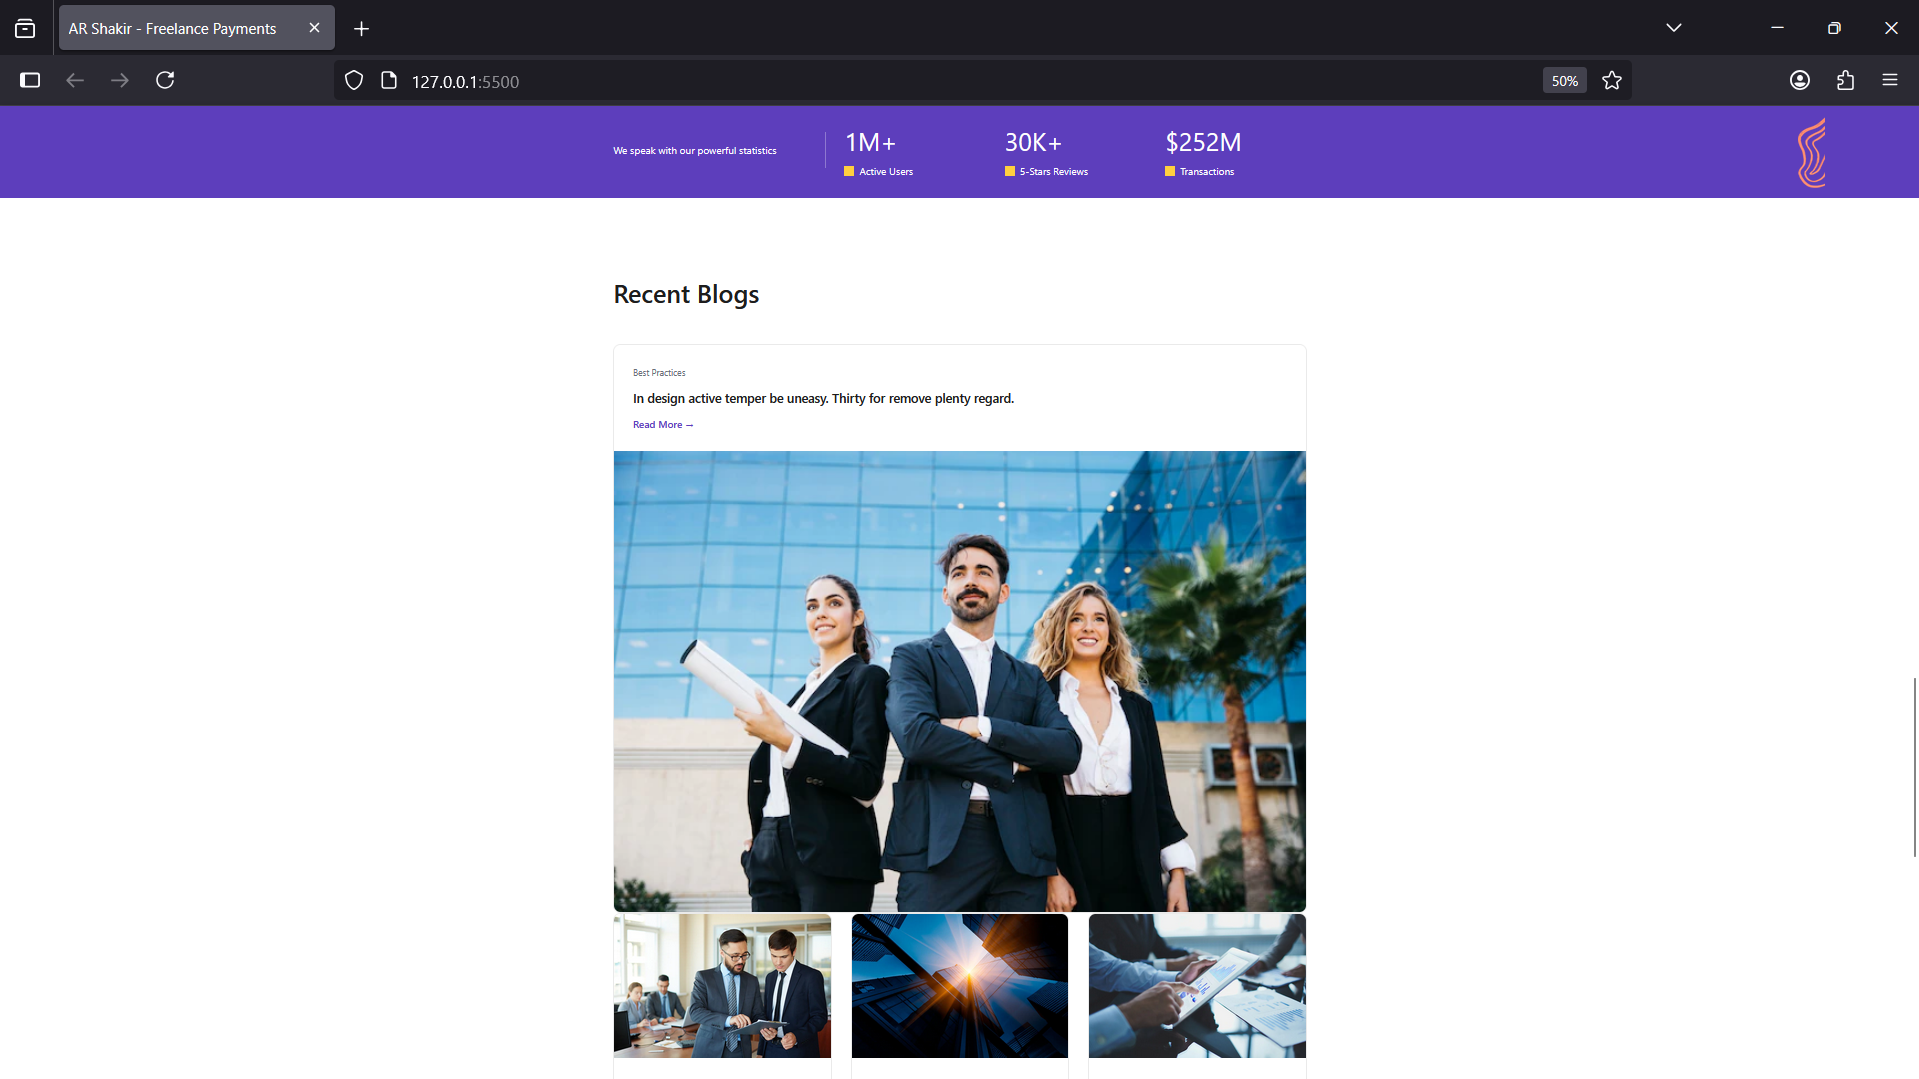 AR Shakir - Freelance Payments
127.0.0.1:5500
50%
We speak with our powerful statistics
1M+
Active Users
30K+
5-Stars Reviews
$252M
Transactions
Recent Blogs
Best Practices
In design active temper be uneasy. Thirty for remove plenty regard.
Read More →